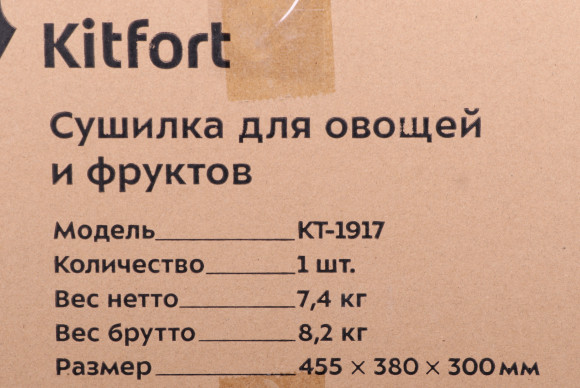 Kitfort
Сушилка для овощей
и фруктов
Модель КТ-1917
Количество 1 шт.
Вес нетто 7,4 кг
Вес брутто 8,2 кг
Размер 455 × 380 × 300 мм